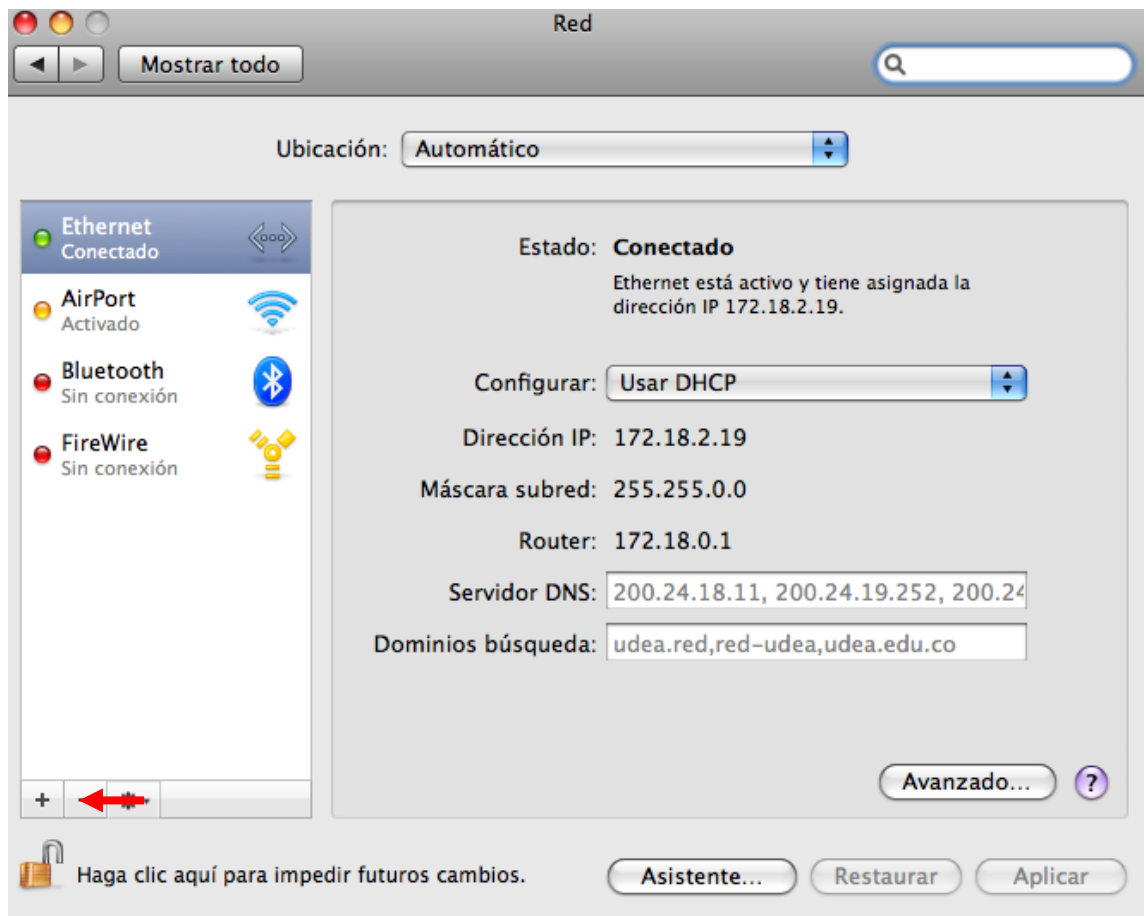 Red
Mostrar todo
Ubicación: Automático
Ethernet
Conectado
AirPort
Activado
Bluetooth
Sin conexión
FireWire
Sin conexión
Estado: Conectado
Ethernet está activo y tiene asignada la
dirección IP 172.18.2.19.
Configurar: Usar DHCP
Dirección IP: 172.18.2.19
Máscara subred: 255.255.0.0
Router: 172.18.0.1
Servidor DNS: 200.24.18.11, 200.24.19.252, 200.24
Dominios búsqueda: udea.red,red-udea,udea.edu.co
Avanzado... ?
Haga clic aquí para impedir futuros cambios.
Asistente... Restaurar Aplicar